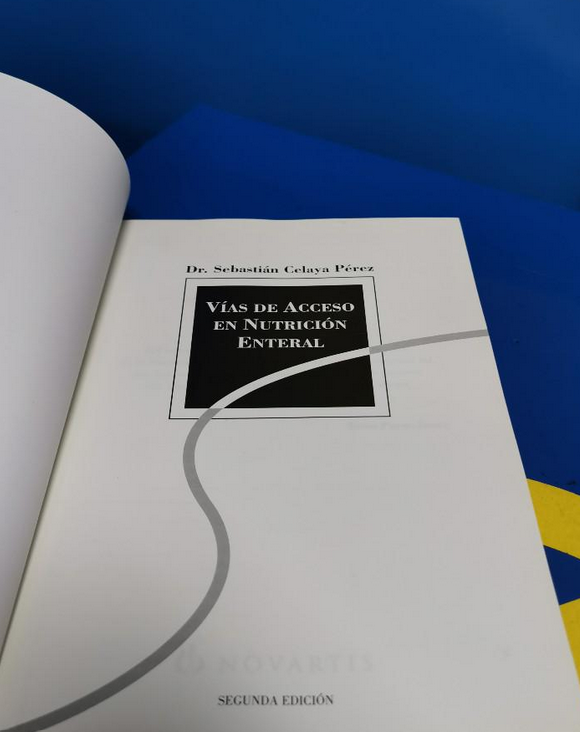 Dr. Sebastián Celaya Pérez
VÍAS DE ACCESO
EN NUTRICIÓN
ENTERAL
NOVARTIS
SEGUNDA EDICIÓN